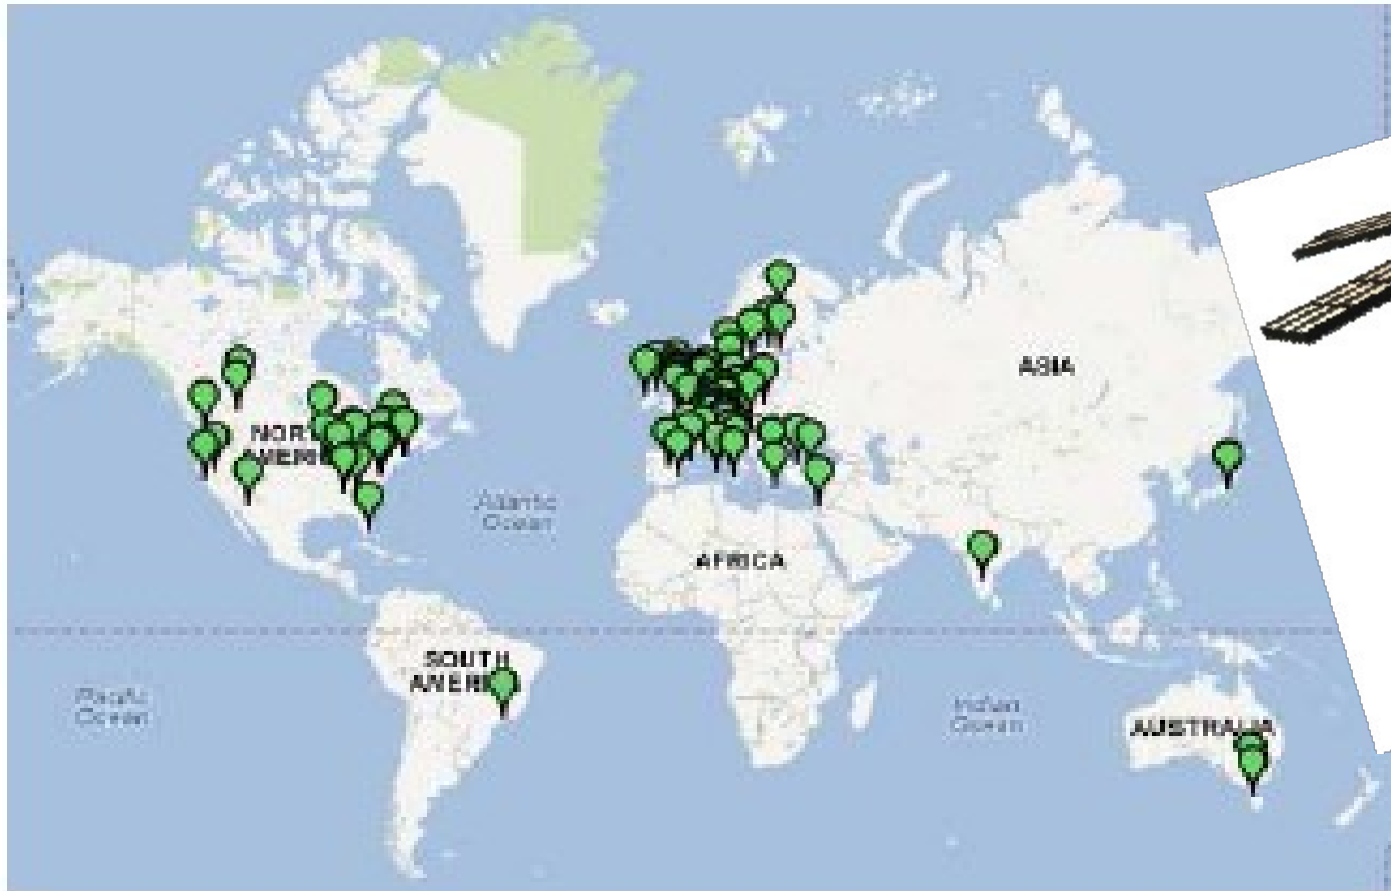 ASIA
NORT
AMERI
Atlantic
Ocean
AFRICA
SOUTH
AMERI
Pacific
Ocean
Indian
Ocean
AUSTRALIA